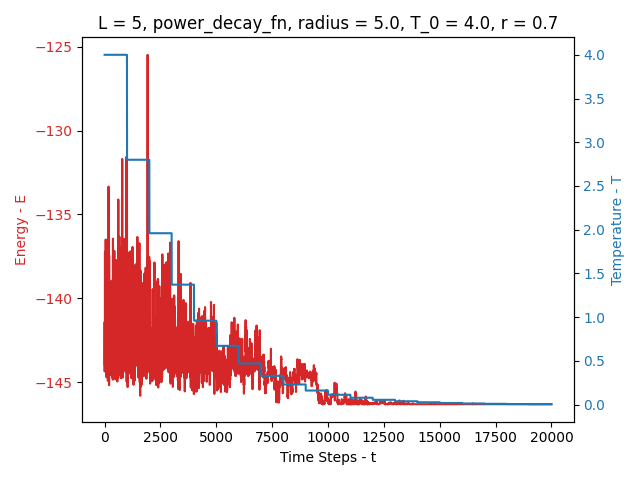 L = 5, power_decay_fn, radius = 5.0, T_0 = 4.0, r = 0.7
Energy - E
−125
−130
−135
−140
−145
4.0
3.5
3.0
2.5
2.0
1.5
1.0
0.5
0.0
Temperature - T
0 2500 5000 7500 10000 12500 15000 17500 20000
Time Steps - t